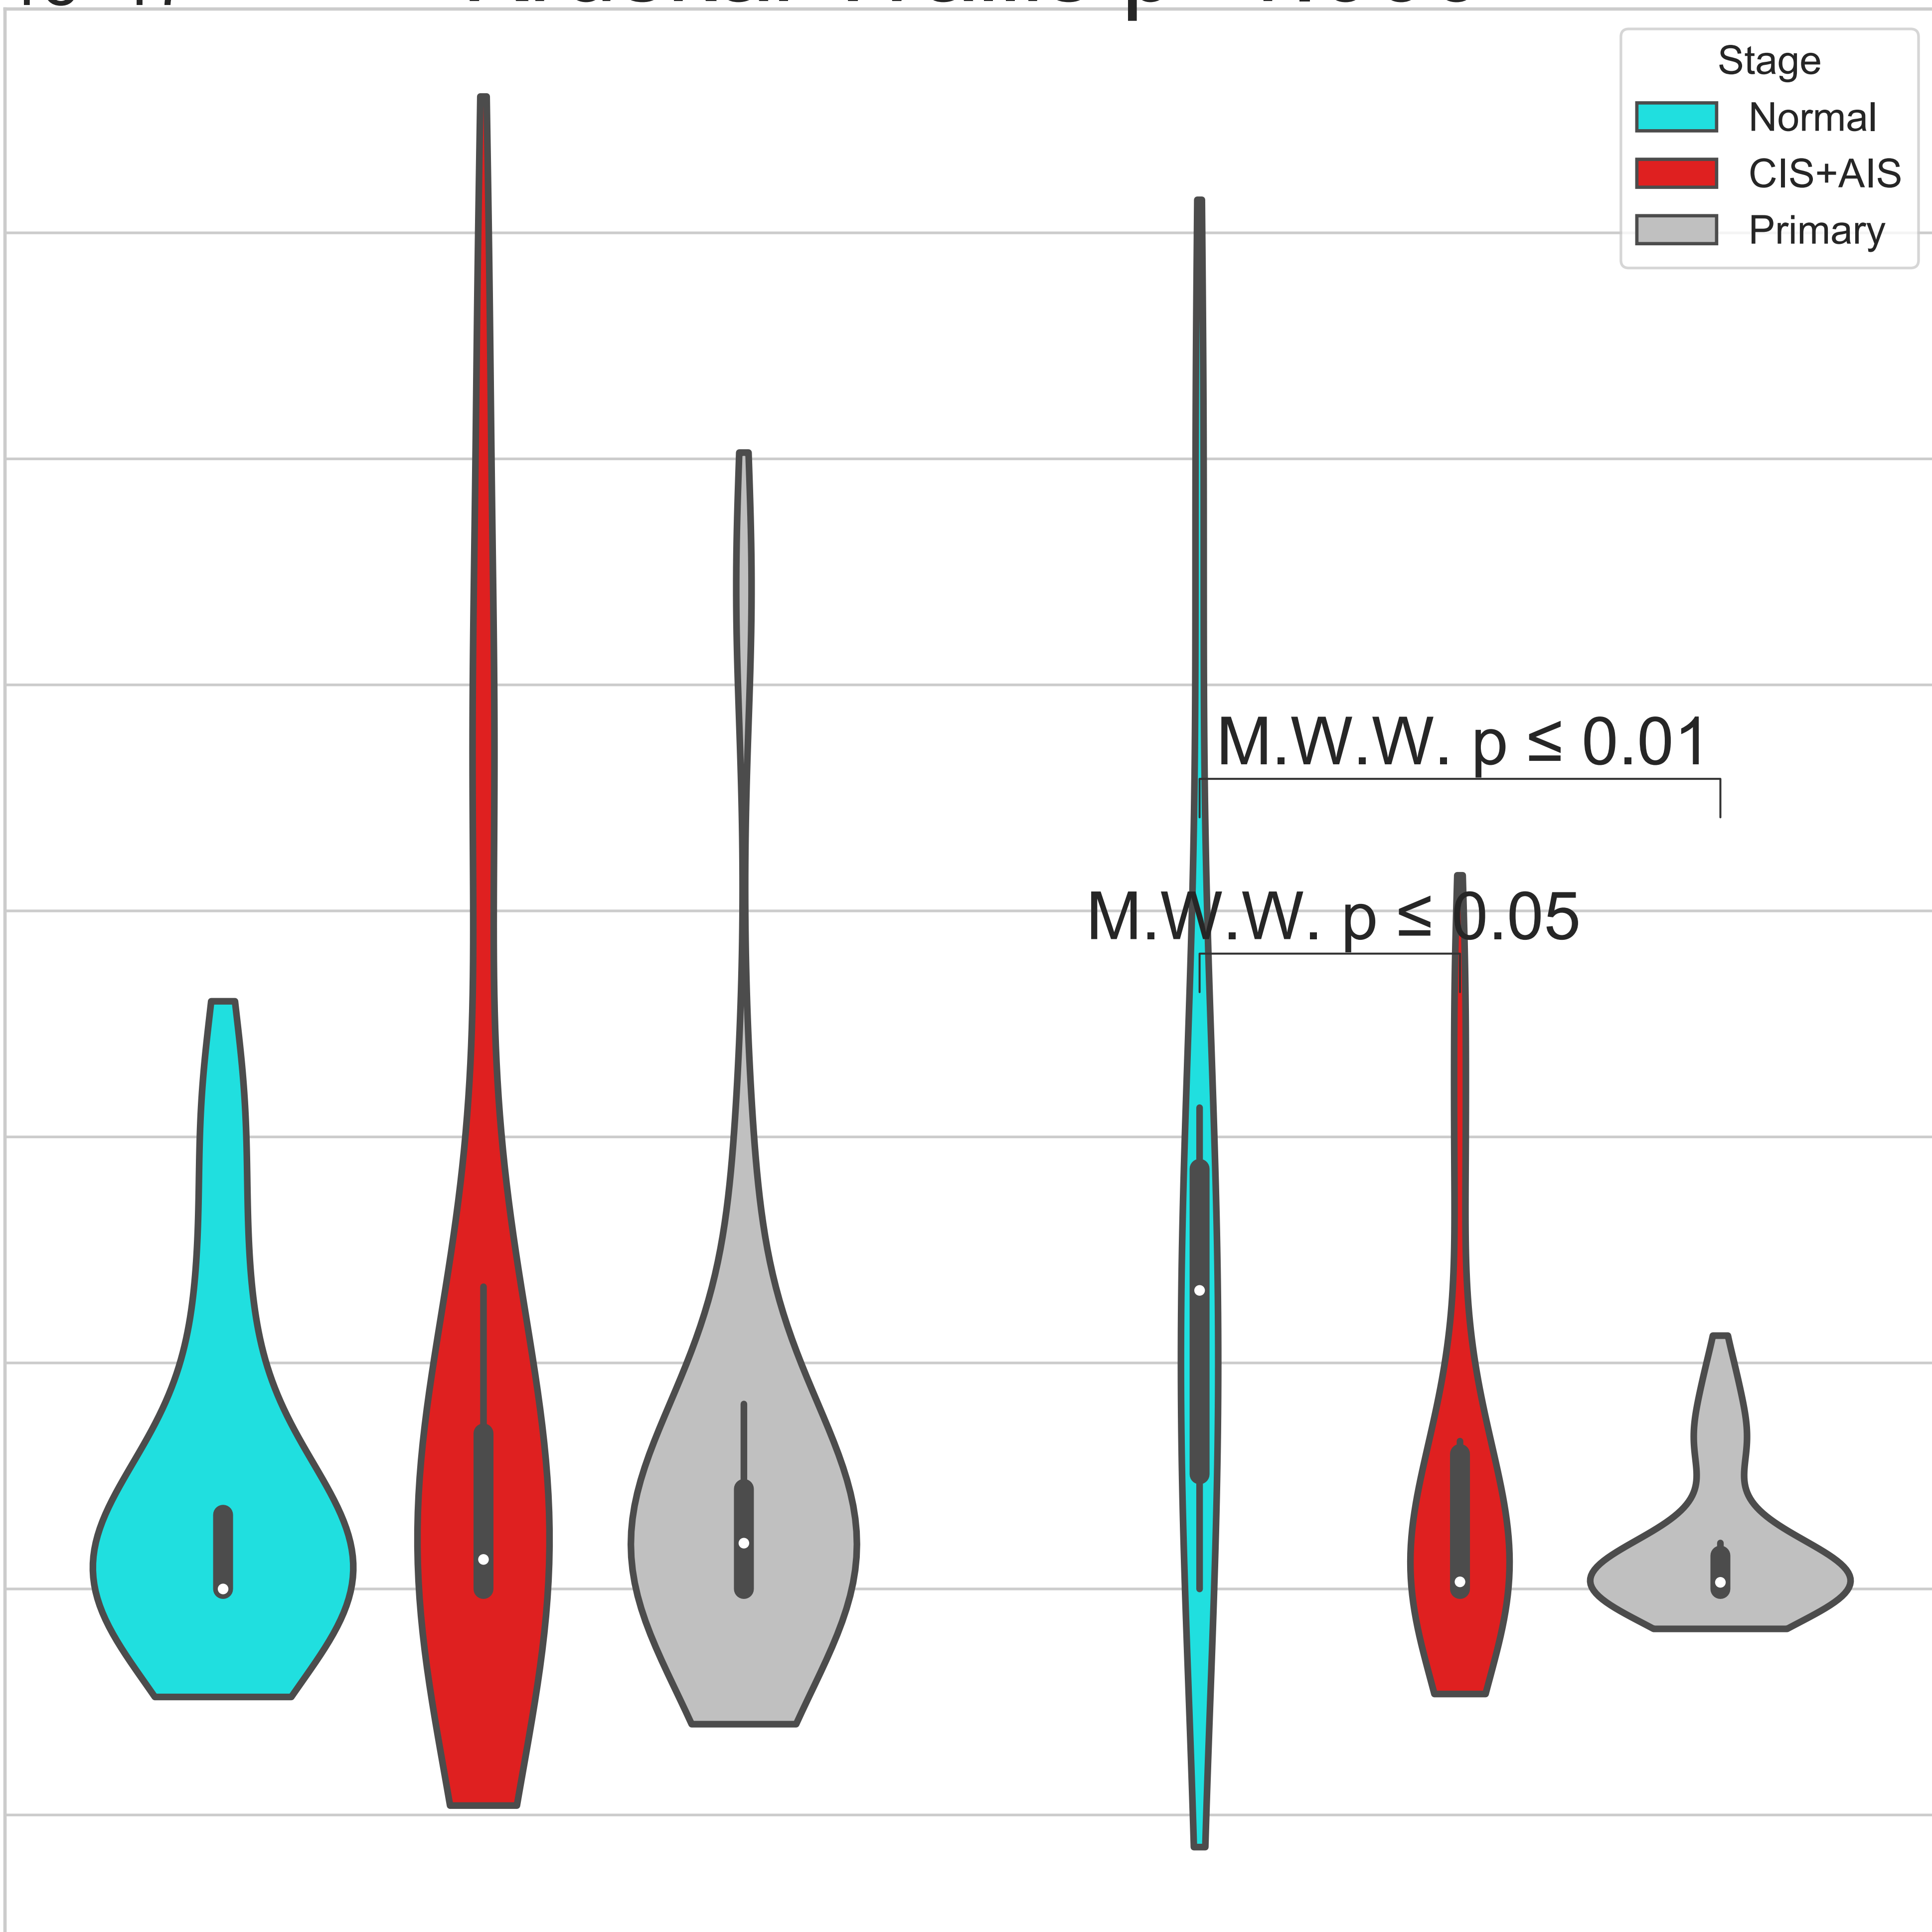 Stage
Normal
CIS+AIS
Primary
M.W.W. p ≤ 0.01
M.W.W. p ≤ 0.05